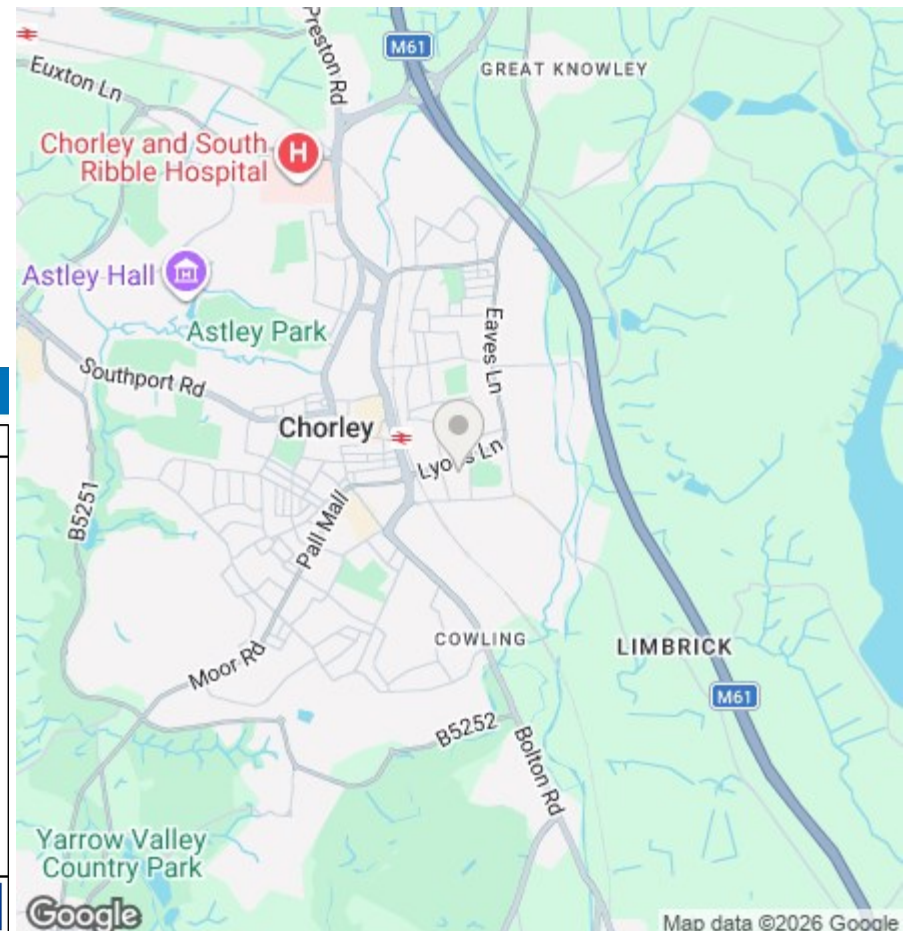 Preston Rd
M61
GREAT KNOWLEY
Euxton Ln
Chorley and South
Ribble Hospital
H
Astley Hall
Astley Park
Eaves Ln
Southport Rd
Chorley
Lyons Ln
Pall Mall
B5251
COWLING
LIMBRICK
Moor Rd
M61
B5252
Bolton Rd
Yarrow Valley
Country Park
Google
Map data ©2026 Google